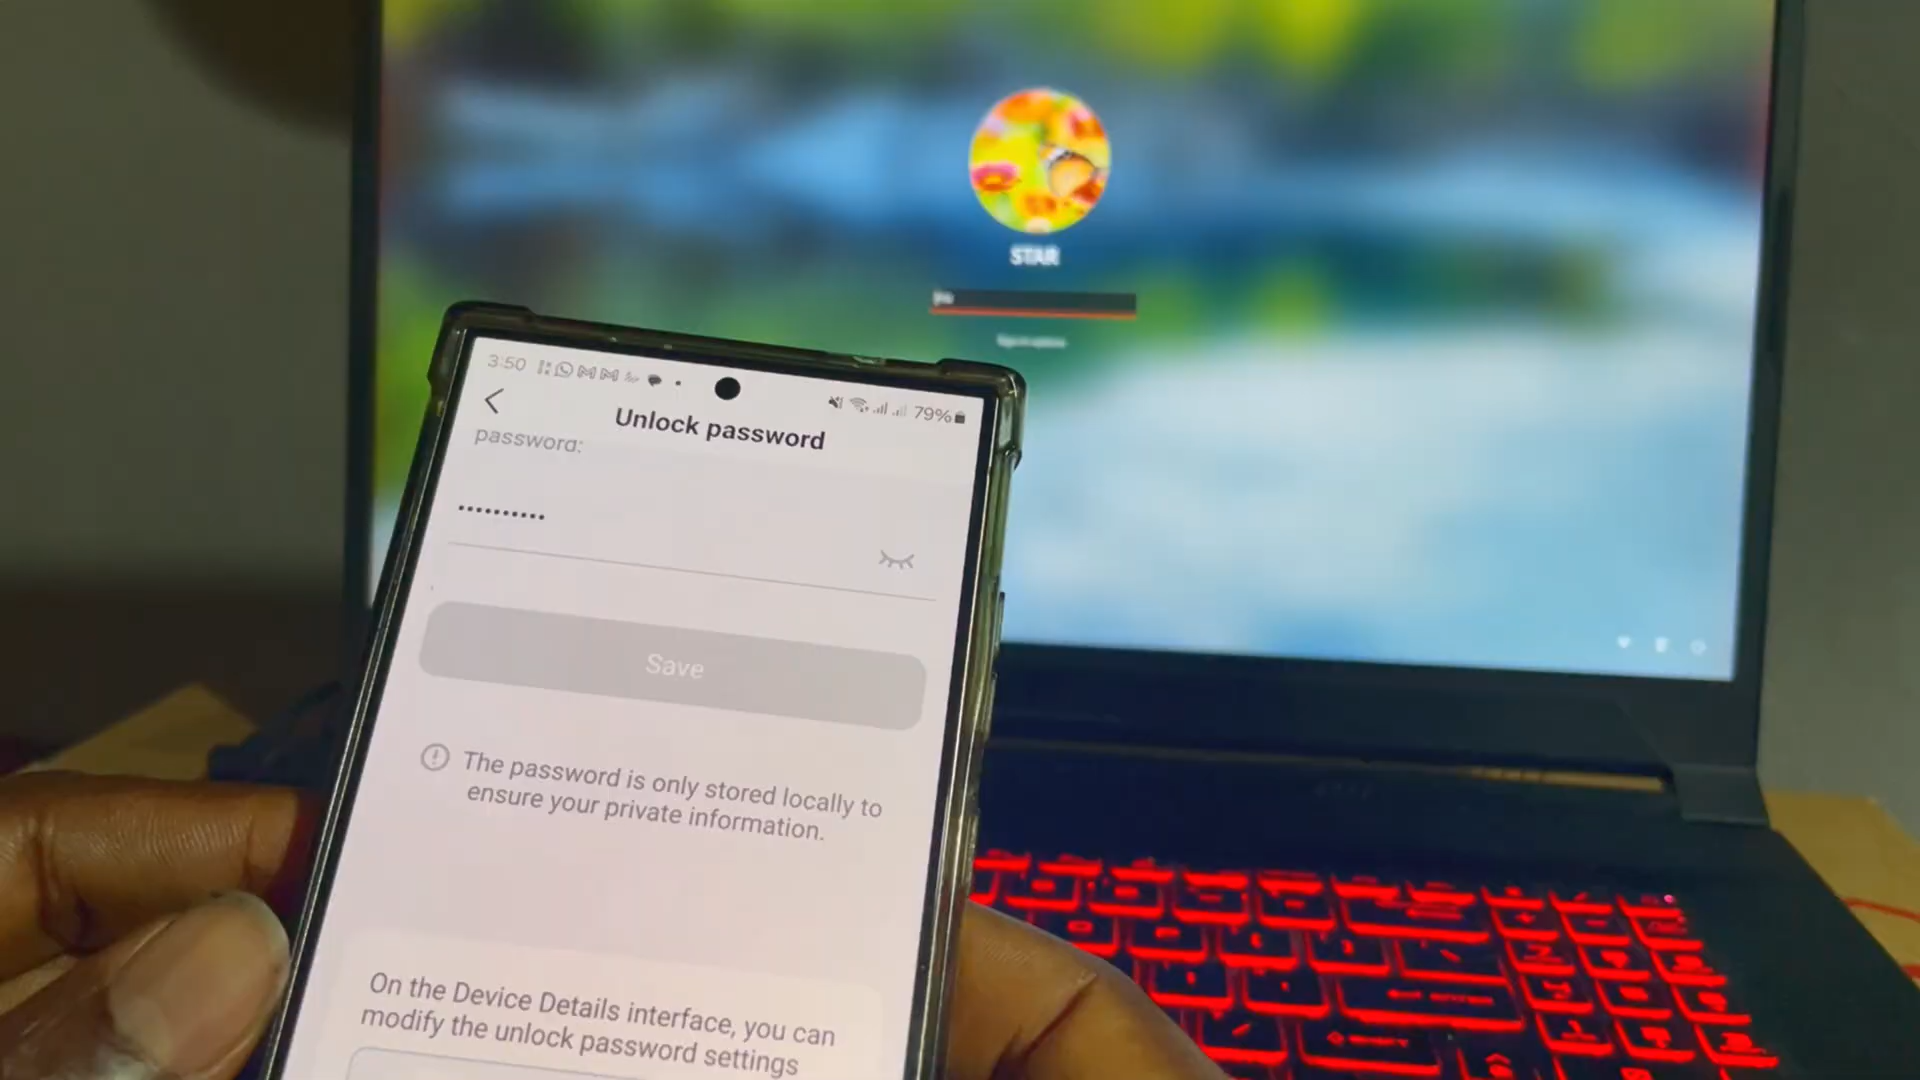 STAR
3:50
79%
Unlock password
password:
••••••••••
Save
The password is only stored locally to
ensure your private information.
On the Device Details interface, you can
modify the unlock password settings